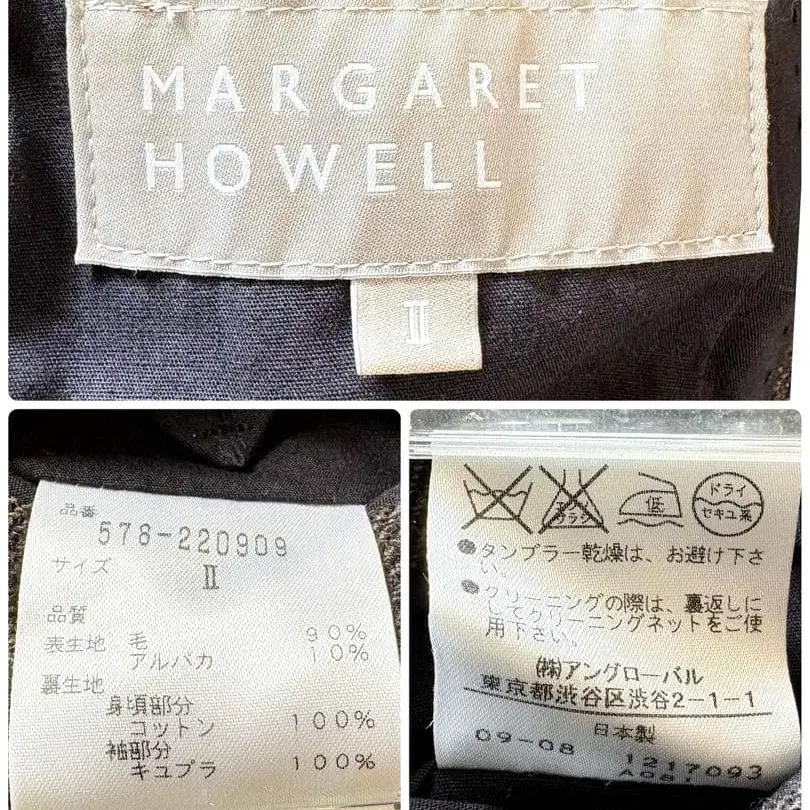 MARGARET
HOWELL
II
品番
578-220909
サイズ
II
品質
表生地 毛 90%
アルパカ 10%
裏生地
身頃部分
コットン 100%
袖部分
キュプラ 100%
低
ドライ
セキユ系
●タンブラー乾燥は、お避け下さ
い。
●クリーニングの際は、裏返しに
してクリーニングネットをご使
用下さい。
㈱アングローバル
東京都渋谷区渋谷2-1-1
日本製
09-08
1217093